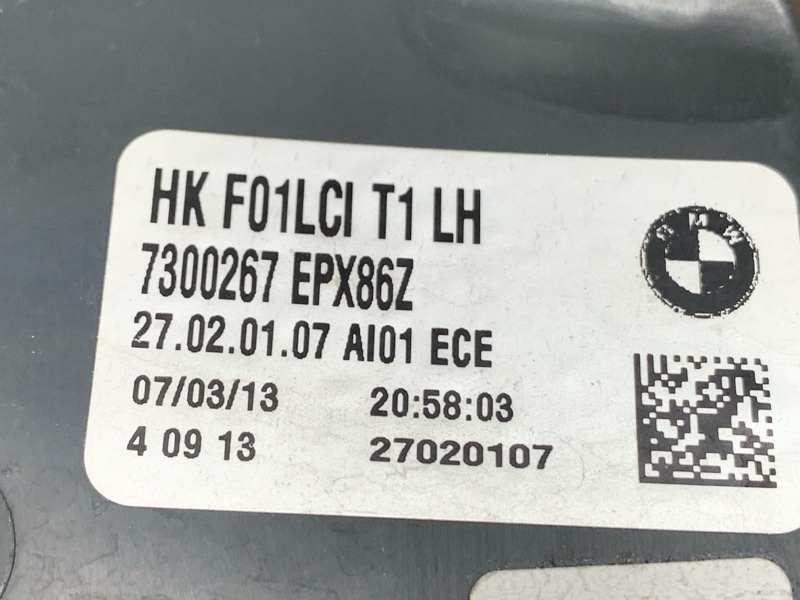 HK F01LCI T1 LH
7300267 EPX86Z
BMW
27.02.01.07 AI01 ECE
07/03/13 20:58:03
4 09 13 27020107